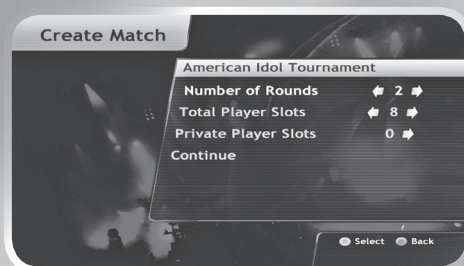 Create Match
American Idol Tournament
Number of Rounds 2
Total Player Slots 8
Private Player Slots 0
Continue
Select Back